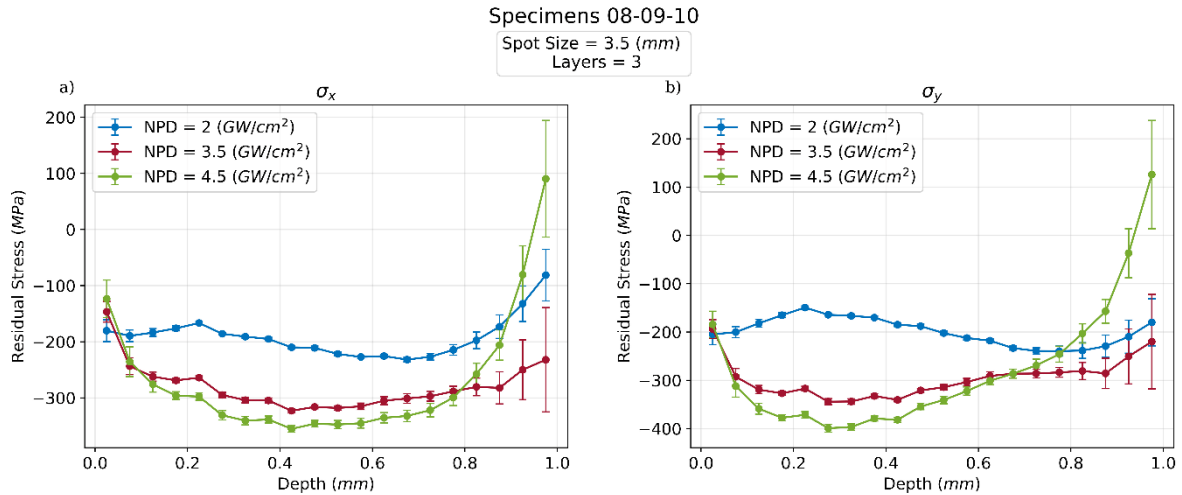 Specimens 08-09-10
Spot Size = 3.5 (mm)
Layers = 3
a)
σx
NPD = 2 (GW/cm²)
NPD = 3.5 (GW/cm²)
NPD = 4.5 (GW/cm²)
Residual Stress (MPa)
200
100
0
−100
−200
−300
0.0 0.2 0.4 0.6 0.8 1.0
Depth (mm)
b)
σy
NPD = 2 (GW/cm²)
NPD = 3.5 (GW/cm²)
NPD = 4.5 (GW/cm²)
Residual Stress (MPa)
200
100
0
−100
−200
−300
−400
0.0 0.2 0.4 0.6 0.8 1.0
Depth (mm)